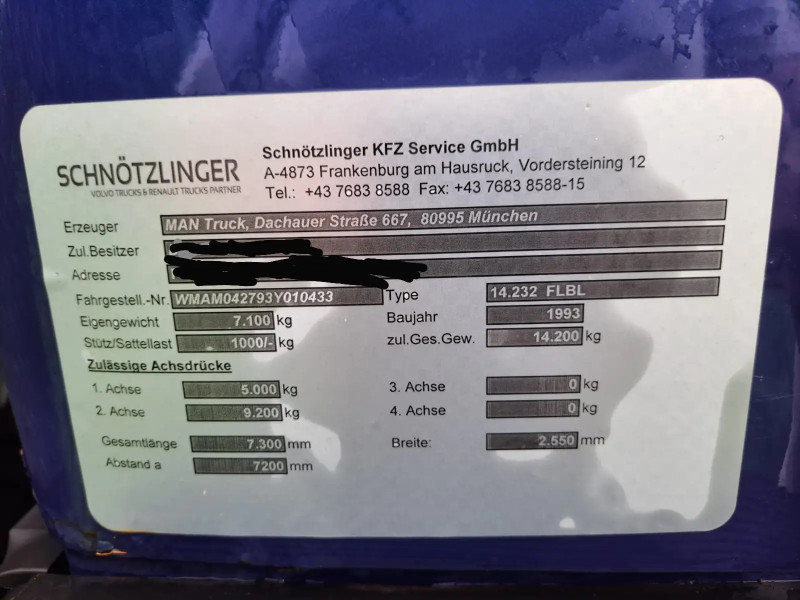 SCHNÖTZLINGER
VOLVO TRUCKS & RENAULT TRUCKS PARTNER
Schnötzlinger KFZ Service GmbH
A-4873 Frankenburg am Hausruck, Vordersteining 12
Tel.: +43 7683 8588 Fax: +43 7683 8588-15
Erzeuger MAN Truck, Dachauer Straße 667, 80995 München
Zul.Besitzer
Adresse
Fahrgestell.-Nr. WMAM042793Y010433 Type 14.232 FLBL
Eigengewicht 7.100 kg Baujahr 1993
Stütz/Sattellast 1000/- kg zul.Ges.Gew. 14.200 kg
Zulässige Achsdrücke
1. Achse 5.000 kg 3. Achse 0 kg
2. Achse 9.200 kg 4. Achse 0 kg
Gesamtlänge 7.300 mm Breite: 2.550 mm
Abstand a 7200 mm